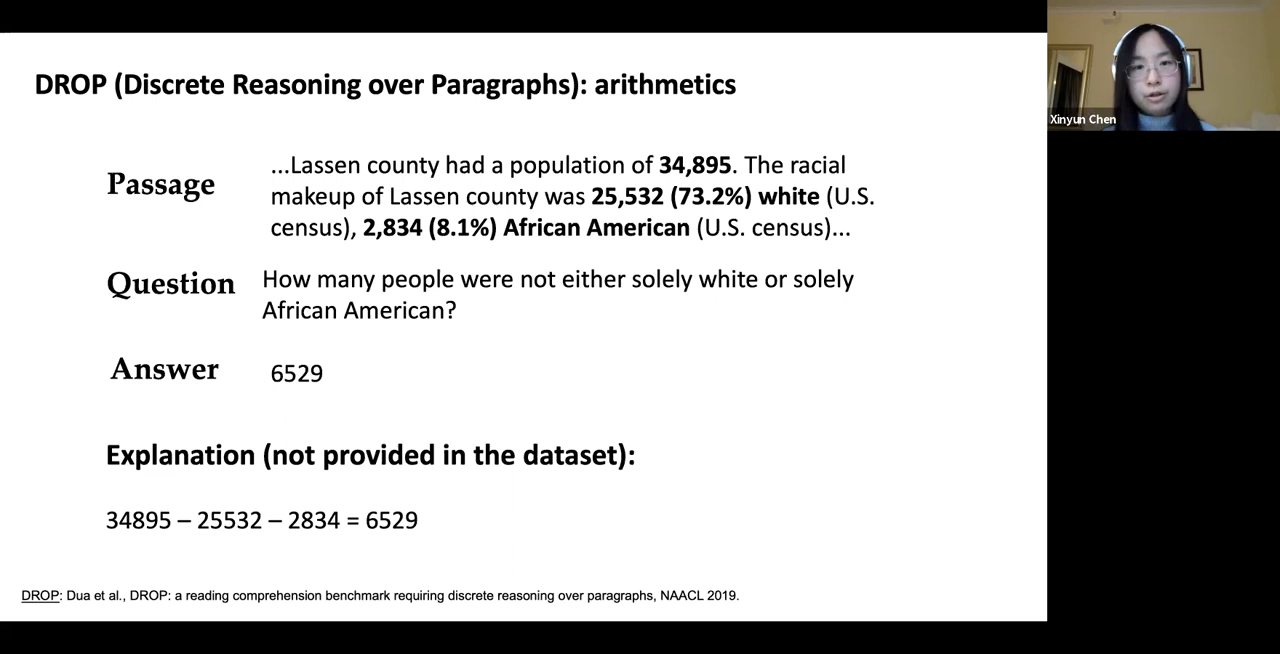 DROP (Discrete Reasoning over Paragraphs): arithmetics
Xinyun Chen
Passage
...Lassen county had a population of 34,895. The racial
makeup of Lassen county was 25,532 (73.2%) white (U.S.
census), 2,834 (8.1%) African American (U.S. census)...
Question
How many people were not either solely white or solely
African American?
Answer
6529
Explanation (not provided in the dataset):
34895 – 25532 – 2834 = 6529
DROP: Dua et al., DROP: a reading comprehension benchmark requiring discrete reasoning over paragraphs, NAACL 2019.